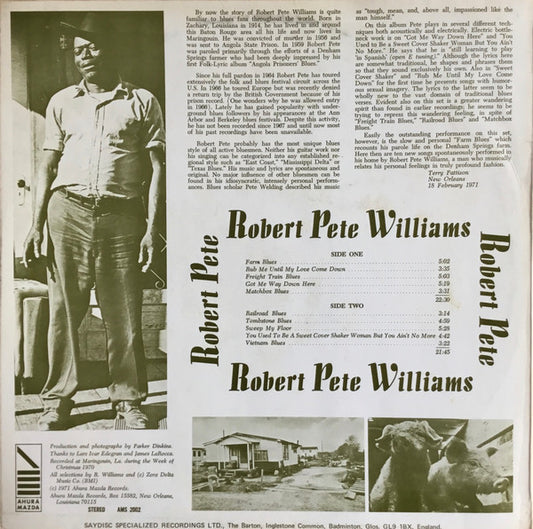 By now the story of Robert Pete Williams is quite
familiar to blues fans throughout the world. Born in
Zachary, Louisiana in 1914, he has lived in and around
this Baton Rouge area all his life and now lives in
Maringouin. He was convicted of murder in 1956 and
was sent to Angola State Prison. In 1959 Robert Pete
was paroled primarily through the efforts of a Denham
Springs farmer who had been deeply impressed by his
first Folk-Lyric album "Angola Prisoners' Blues."
Since his full pardon in 1964 Robert Pete has toured
extensively the folk and blues festival circuit across the
U.S. In 1966 he toured Europe but was recently denied
a return trip by the British Government because of his
prison record. (One wonders why he was allowed entry
in 1966). Lately he has gained popularity with under-
ground blues followers by his appearances at the Ann
Arbor and Berkeley blues festivals. Despite this activity,
he has not been recorded since 1967 and until now most
of his past recordings have been unavailable.
Robert Pete probably has the most unique blues
style of all active bluesmen. Neither his guitar work nor
his singing can be categorized into any established re-
gional style such as "East Coast," "Mississippi Delta" or
"Texas Blues." His music and lyrics are spontaneous and
original. No major influence of other bluesmen can be
found in his idiosyncratic, intensely personal perform-
ances. Blues scholar Pete Welding described his music
as "tough, mean, and, above all, impassioned like the
man himself."
On this album Pete plays in several different tech-
niques both acoustically and electrically. Electric bottle-
neck work is on "Got Me Way Down Here" and "You
Used to Be a Sweet Cover Shaker Woman But You Ain't
No More." He says that he is "still learning to play
in 'Spanish' (open E tuning)." Although the lyrics here
are somewhat traditional, he shapes and phrases them
so that they sound exclusively his own. Also in "Sweet
Cover Shaker" and "Rub Me Until My Love Come
Down" for the first time he presents songs with humor-
ous sexual imagery. The lyrics to the latter seem to be
wholly new to the vast domain of traditional blues
verses. Evident also on this set is a greater wandering
spirit than found in earlier recordings; he seems to be
trying to repress this wandering feeling, in spite of
"Freight Train Blues," "Railroad Blues" and "Matchbox
Blues."
Easily the outstanding performance on this set, how-
ever, is the slow and personal "Farm Blues" which
recounts his parole life on the Denham Springs farm.
Here then are ten new songs spontaneously performed in
his home by Robert Pete Williams, a man who musically
relates his personal feelings in truly profound fashion.
Terry Pattison
New Orleans
18 February 1971
Robert Pete Williams
Robert Pete
Robert Pete
SIDE ONE
Farm Blues 5:02
Rub Me Until My Love Come Down 3:35
Freight Train Blues 5:03
Got Me Way Down Here 5:19
Matchbox Blues 3:31
22:30
SIDE TWO
Railroad Blues 3:14
Tombstone Blues 4:59
Sweep My Floor 5:28
You Used To Be A Sweet Cover Shaker Woman But You Ain't No More 4:42
Vietnam Blues 3:22
21:45
Robert Pete Williams
AHURA
MAZDA
Production and photographs by Parker Dinkins.
Thanks to Lars Ivar Edegran and James LaRocca.
Recorded at Maringouin, La. during the Week of
Christmas 1970
All selections by R. Williams and (c) Zero Delta
Music Co. (BMI)
(c) 1971 Ahura Mazda Records
Ahura Mazda Records, Box 15582, New Orleans,
Louisiana 70115
STEREO AMS 2002
SAYDISC SPECIALIZED RECORDINGS LTD., The Barton, Inglestone Common, Badminton, Glos. GL9 1BX, England.